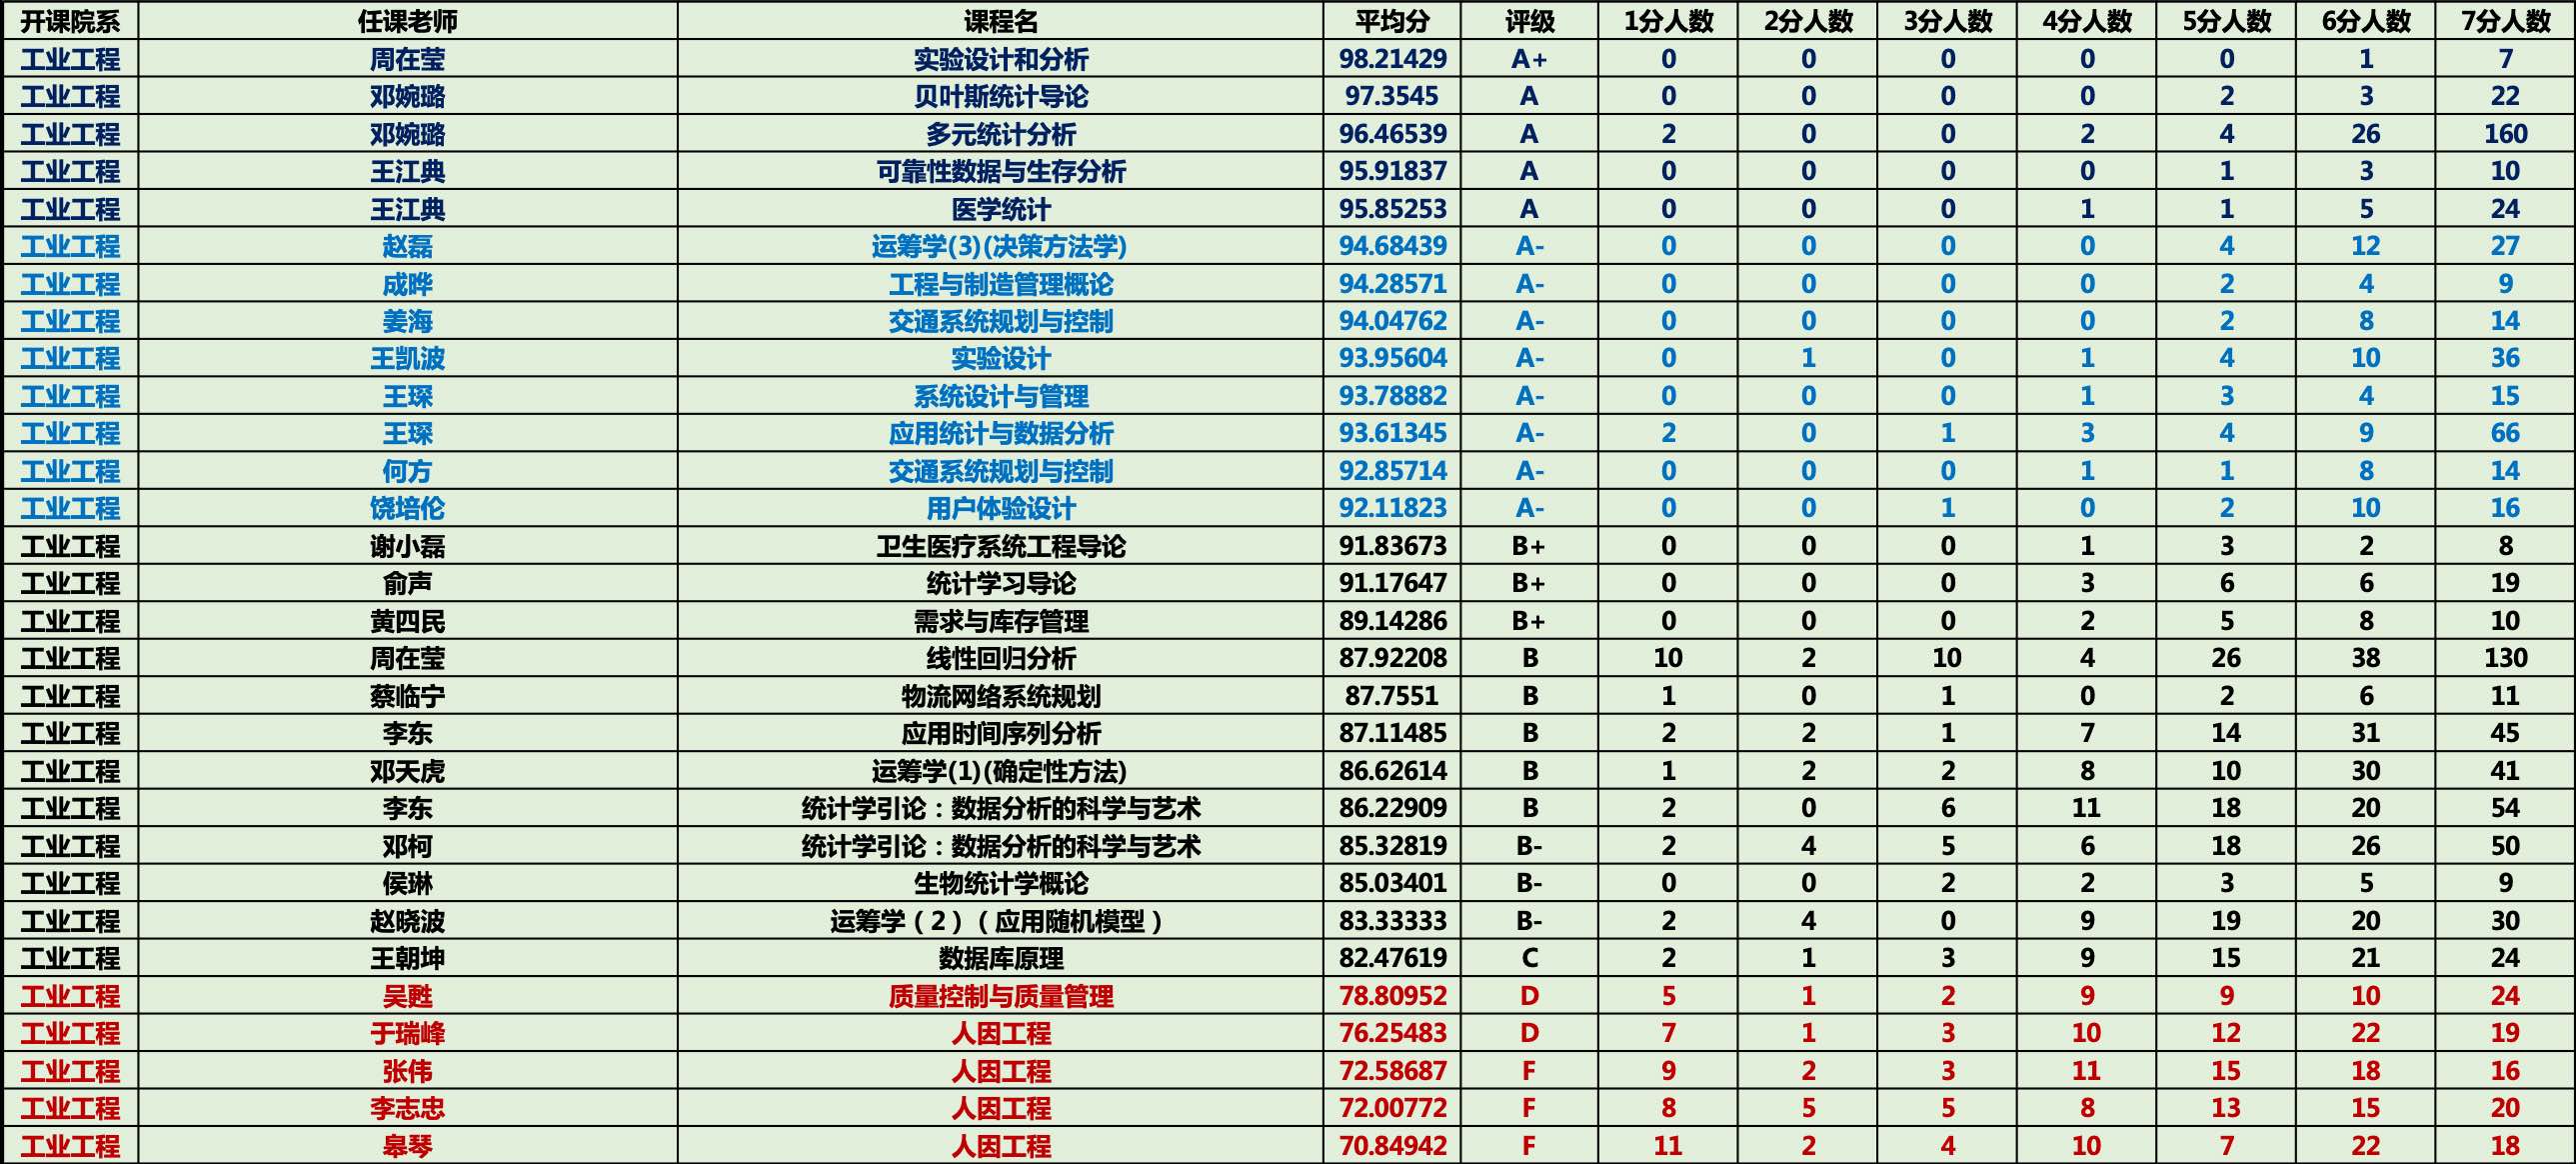 开课院系 任课老师 课程名 平均分 评级 1分人数 2分人数 3分人数 4分人数 5分人数 6分人数 7分人数
工业工程 周在莹 实验设计和分析 98.21429 A+ 0 0 0 0 0 1 7
工业工程 邓婉璐 贝叶斯统计导论 97.3545 A 0 0 0 0 2 3 22
工业工程 邓婉璐 多元统计分析 96.46539 A 2 0 0 2 4 26 160
工业工程 王江典 可靠性数据与生存分析 95.91837 A 0 0 0 0 1 3 10
工业工程 王江典 医学统计 95.85253 A 0 0 0 1 1 5 24
工业工程 赵磊 运筹学(3)(决策方法学) 94.68439 A- 0 0 0 0 4 12 27
工业工程 成晔 工程与制造管理概论 94.28571 A- 0 0 0 0 2 4 9
工业工程 姜海 交通系统规划与控制 94.04762 A- 0 0 0 0 2 8 14
工业工程 王凯波 实验设计 93.95604 A- 0 1 0 1 4 10 36
工业工程 王琛 系统设计与管理 93.78882 A- 0 0 0 1 3 4 15
工业工程 王琛 应用统计与数据分析 93.61345 A- 2 0 1 3 4 9 66
工业工程 何方 交通系统规划与控制 92.85714 A- 0 0 0 1 1 8 14
工业工程 饶培伦 用户体验设计 92.11823 A- 0 0 1 0 2 10 16
工业工程 谢小磊 卫生医疗系统工程导论 91.83673 B+ 0 0 0 1 3 2 8
工业工程 俞声 统计学习导论 91.17647 B+ 0 0 0 3 6 6 19
工业工程 黄四民 需求与库存管理 89.14286 B+ 0 0 0 2 5 8 10
工业工程 周在莹 线性回归分析 87.92208 B 10 2 10 4 26 38 130
工业工程 蔡临宁 物流网络系统规划 87.7551 B 1 0 1 0 2 6 11
工业工程 李东 应用时间序列分析 87.11485 B 2 2 1 7 14 31 45
工业工程 邓天虎 运筹学(1)(确定性方法) 86.62614 B 1 2 2 8 10 30 41
工业工程 李东 统计学引论：数据分析的科学与艺术 86.22909 B 2 0 6 11 18 20 54
工业工程 邓柯 统计学引论：数据分析的科学与艺术 85.32819 B- 2 4 5 6 18 26 50
工业工程 侯琳 生物统计学概论 85.03401 B- 0 0 2 2 3 5 9
工业工程 赵晓波 运筹学（2）（应用随机模型） 83.33333 B- 2 4 0 9 19 20 30
工业工程 王朝坤 数据库原理 82.47619 C 2 1 3 9 15 21 24
工业工程 吴甦 质量控制与质量管理 78.80952 D 5 1 2 9 9 10 24
工业工程 于瑞峰 人因工程 76.25483 D 7 1 3 10 12 22 19
工业工程 张伟 人因工程 72.58687 F 9 2 3 11 15 18 16
工业工程 李志忠 人因工程 72.00772 F 8 5 5 8 13 15 20
工业工程 皋琴 人因工程 70.84942 F 11 2 4 10 7 22 18